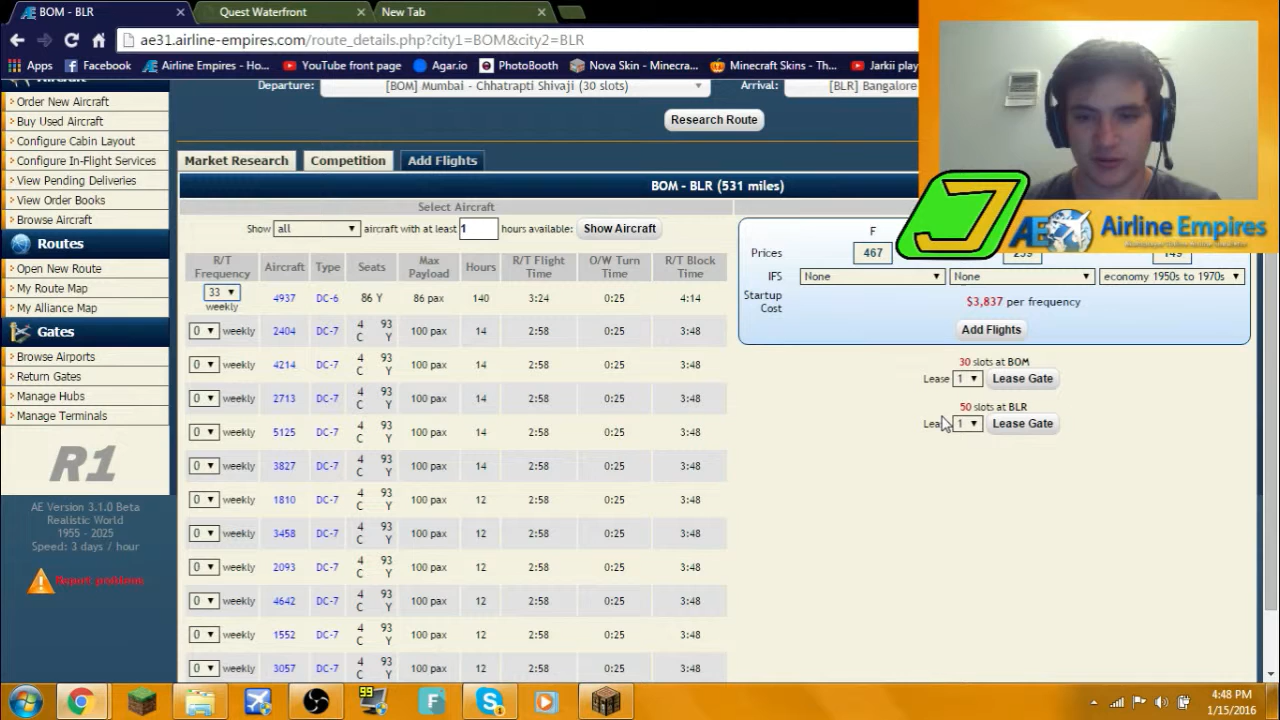 BOM - BLR
Quest Waterfront
New Tab
ae31.airline-empires.com/route_details.php?city1=BOM&city2=BLR
Apps
Facebook
Airline Empires - Ho...
YouTube front page
Agar.io
PhotoBooth
Nova Skin - Minecra...
Minecraft Skins - Th...
Jarkii play
Order New Aircraft
Buy Used Aircraft
Configure Cabin Layout
Configure In-Flight Services
View Pending Deliveries
View Order Books
Browse Aircraft
Routes
Open New Route
My Route Map
My Alliance Map
Gates
Browse Airports
Return Gates
Manage Hubs
Manage Terminals
R1
AE Version 3.1.0 Beta
Realistic World
1955 - 2025
Speed: 3 days / hour
Report problems
Departure: [BOM] Mumbai - Chhatrapti Shivaji (30 slots) Arrival: [BLR] Bangalore
Research Route
Market Research Competition Add Flights
BOM - BLR (531 miles)
Select Aircraft
Show all aircraft with at least 1 hours available: Show Aircraft
R/T Frequency Aircraft Type Seats Max Payload Hours R/T Flight Time O/W Turn Time R/T Block Time
33 weekly 4937 DC-6 86 Y 86 pax 140 3:24 0:25 4:14
0 weekly 2404 DC-7 4 C 93 Y 100 pax 14 2:58 0:25 3:48
0 weekly 4214 DC-7 4 C 93 Y 100 pax 14 2:58 0:25 3:48
0 weekly 2713 DC-7 4 C 93 Y 100 pax 14 2:58 0:25 3:48
0 weekly 5125 DC-7 4 C 93 Y 100 pax 14 2:58 0:25 3:48
0 weekly 3827 DC-7 4 C 93 Y 100 pax 14 2:58 0:25 3:48
0 weekly 1810 DC-7 4 C 93 Y 100 pax 12 2:58 0:25 3:48
0 weekly 3458 DC-7 4 C 93 Y 100 pax 12 2:58 0:25 3:48
0 weekly 2093 DC-7 4 C 93 Y 100 pax 12 2:58 0:25 3:48
0 weekly 4642 DC-7 4 C 93 Y 100 pax 12 2:58 0:25 3:48
0 weekly 1552 DC-7 4 C 93 Y 100 pax 12 2:58 0:25 3:48
0 weekly 3057 DC-7 4 C 93 Y 100 pax 12 2:58 0:25 3:48
F
Prices 467
IFS None None economy 1950s to 1970s
Startup Cost $3,837 per frequency
Add Flights
30 slots at BOM
Lease 1 Lease Gate
50 slots at BLR
Lea 1 Lease Gate
J
AE Airline Empires
99
F
S 1
4:48 PM
1/15/2016